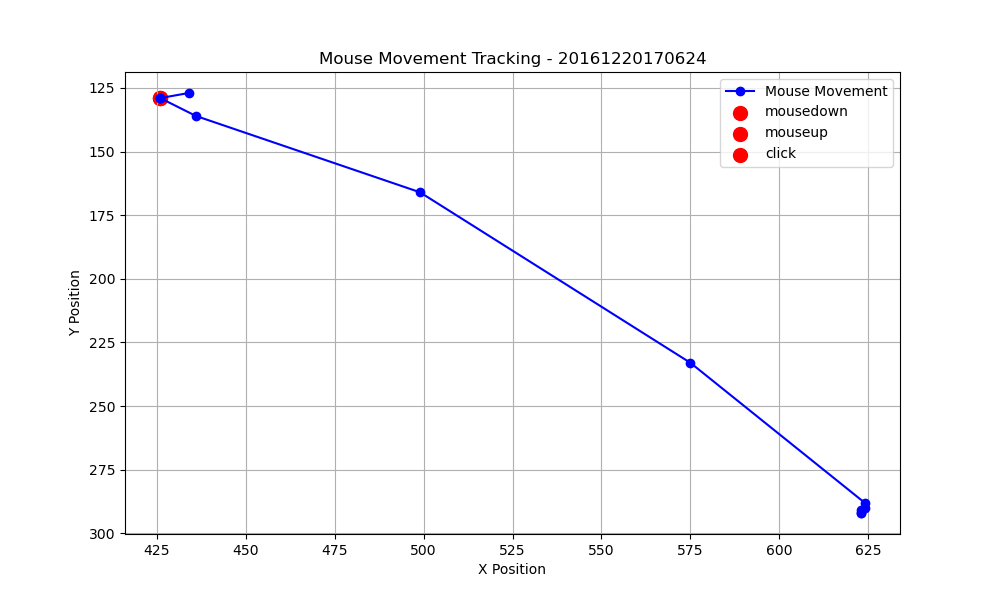 Mouse Movement Tracking - 20161220170624
Mouse Movement
mousedown
mouseup
click
Y Position
125
150
175
200
225
250
275
300
425
450
475
500
525
550
575
600
625
X Position